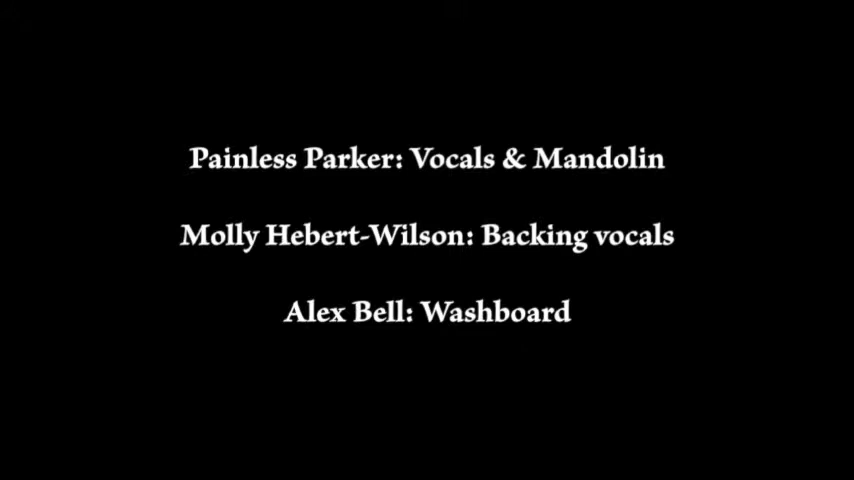 Painless Parker: Vocals & Mandolin
Molly Hebert-Wilson: Backing vocals
Alex Bell: Washboard